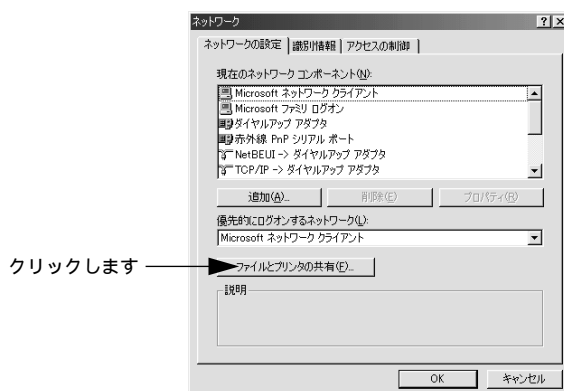 ネットワーク
ネットワークの設定 識別情報 アクセスの制御
現在のネットワーク コンポーネント(N):
Microsoft ネットワーク クライアント
Microsoft ファミリ ログオン
ダイヤルアップ アダプタ
赤外線 PnP シリアル ポート
NetBEUI -> ダイヤルアップ アダプタ
TCP/IP -> ダイヤルアップ アダプタ
追加(A)... 削除(E) プロパティ(R)
優先的にログオンするネットワーク(L):
Microsoft ネットワーク クライアント
クリックします
ファイルとプリンタの共有(F)...
説明
OK キャンセル